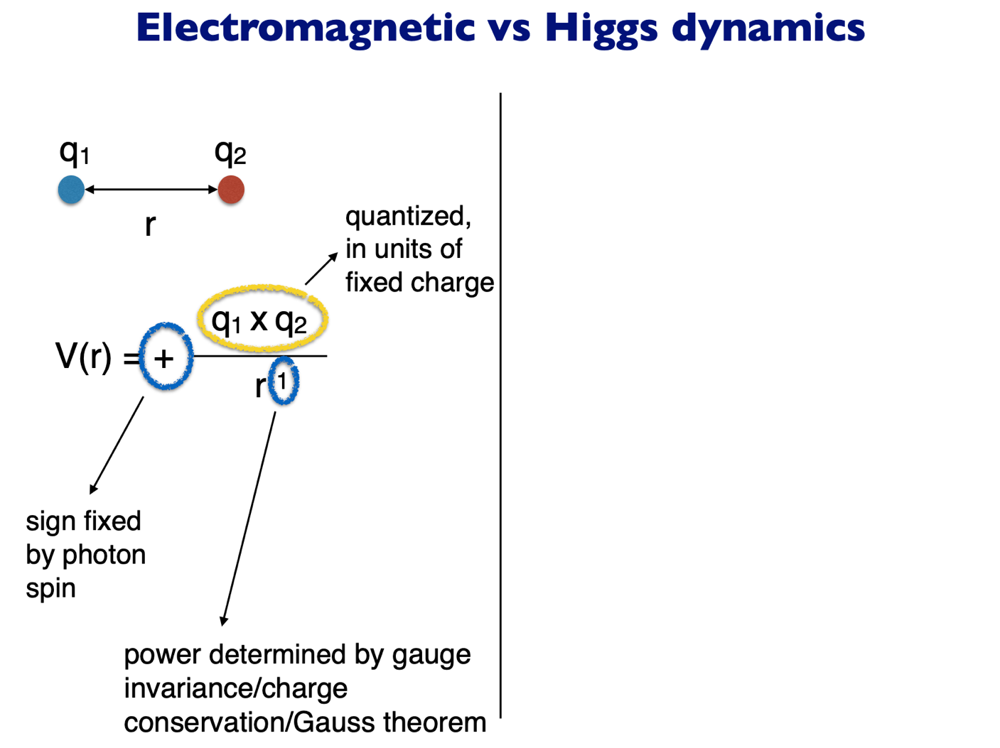 Electromagnetic vs Higgs dynamics
q₁ q₂
r
quantized,
in units of
fixed charge
q₁ x q₂
V(r) = +
r ¹
sign fixed
by photon
spin
power determined by gauge
invariance/charge
conservation/Gauss theorem